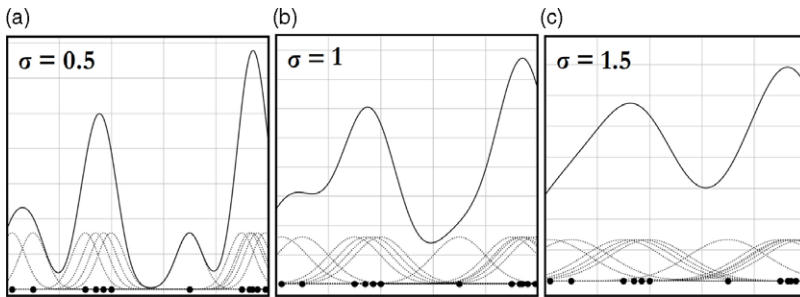 (a)
σ = 0.5
(b)
σ = 1
(c)
σ = 1.5